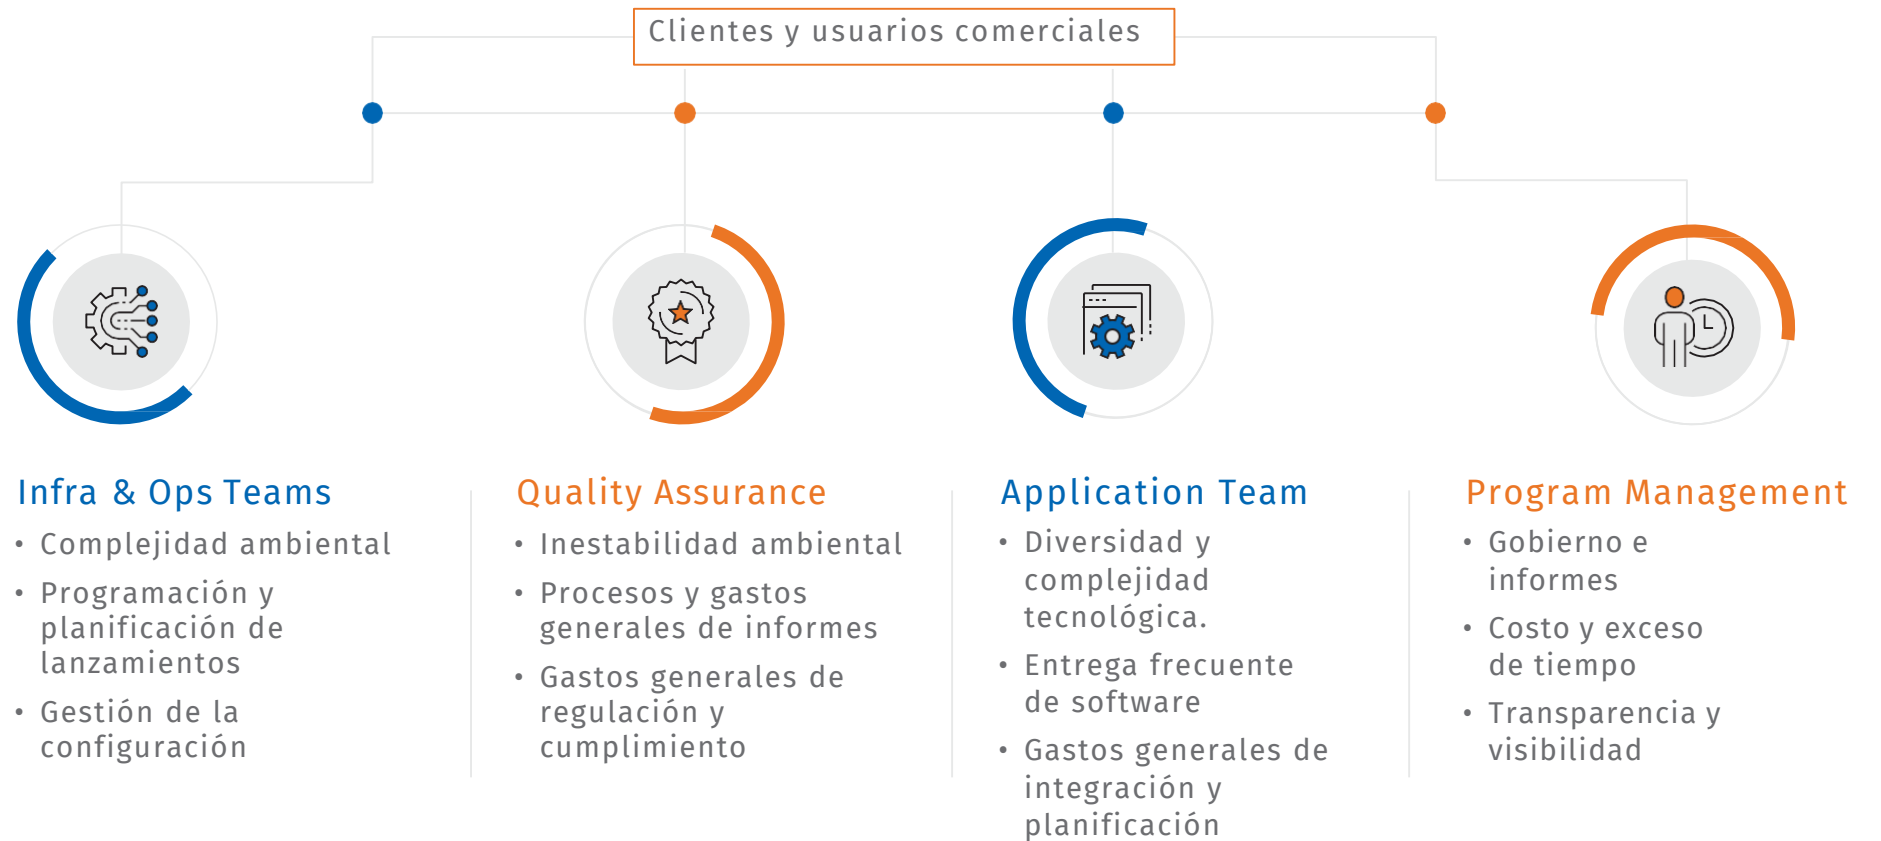 Clientes y usuarios comerciales
Infra & Ops Teams
• Complejidad ambiental
• Programación y
planificación de
lanzamientos
• Gestión de la
configuración
Quality Assurance
• Inestabilidad ambiental
• Procesos y gastos
generales de informes
• Gastos generales de
regulación y
cumplimiento
Application Team
• Diversidad y
complejidad
tecnológica.
• Entrega frecuente
de software
• Gastos generales de
integración y
planificación
Program Management
• Gobierno e
informes
• Costo y exceso
de tiempo
• Transparencia y
visibilidad